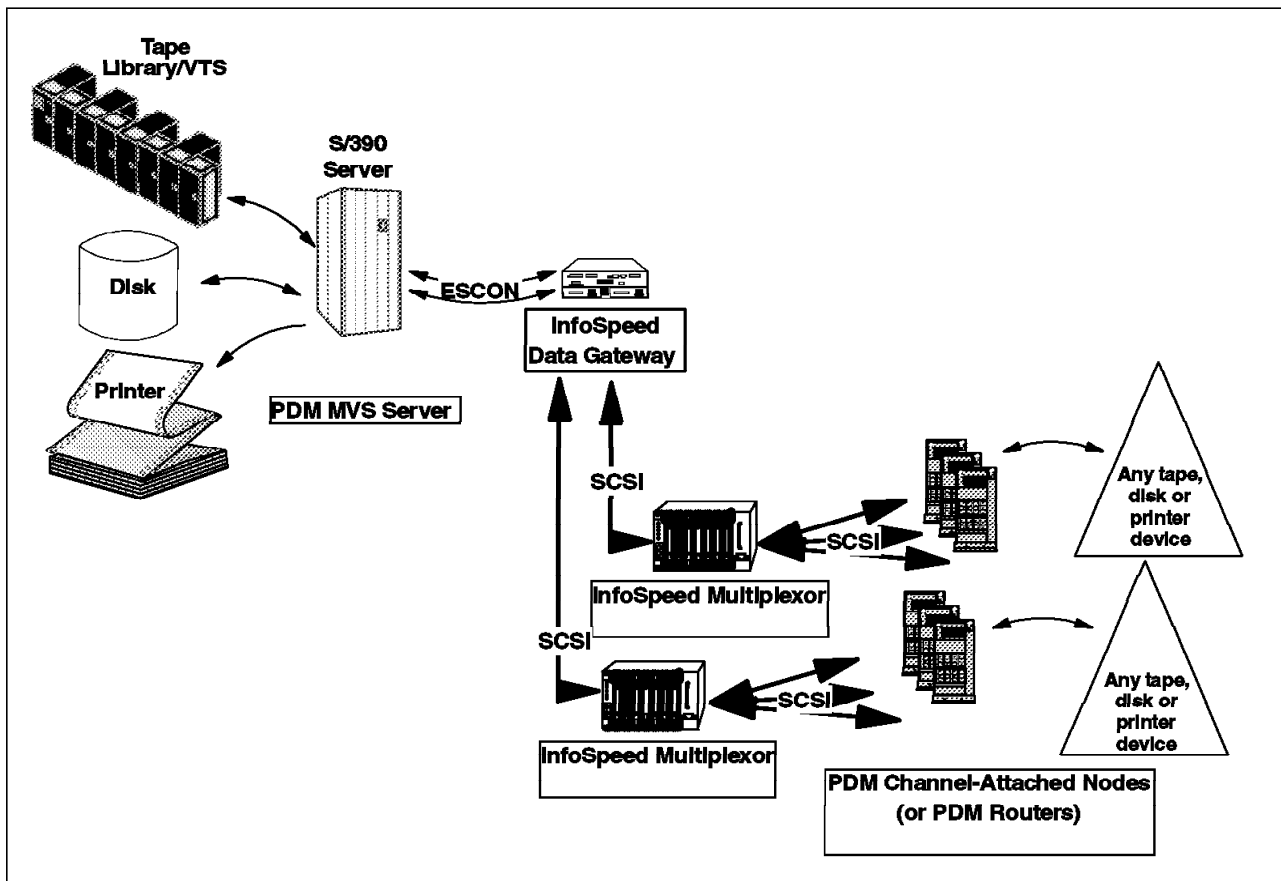 Tape
Library/VTS
S/390
Server
Disk
ESCON
InfoSpeed
Data Gateway
Printer
PDM MVS Server
SCSI
SCSI
Any tape,
disk or
printer
device
InfoSpeed Multiplexor
SCSI
SCSI
Any tape,
disk or
printer
device
InfoSpeed Multiplexor
PDM Channel-Attached Nodes
(or PDM Routers)